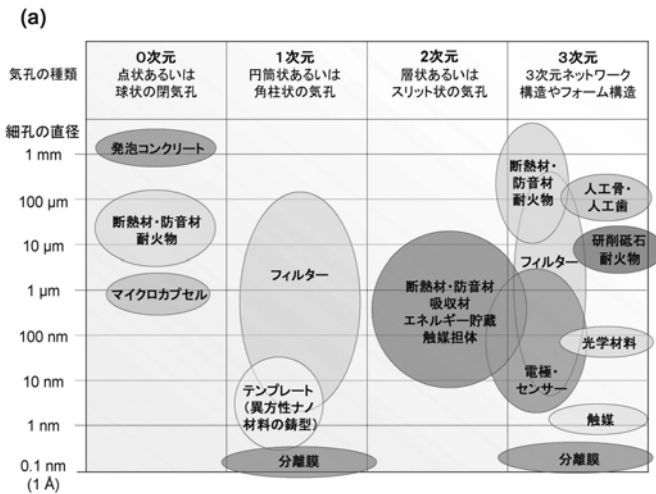 (a)
気孔の種類
0次元
点状あるいは
球状の閉気孔
1次元
円筒状あるいは
角柱状の気孔
2次元
層状あるいは
スリット状の気孔
3次元
3次元ネットワーク
構造やフォーム構造
細孔の直径
1 mm
100 μm
10 μm
1 μm
100 nm
10 nm
1 nm
0.1 nm
(1 Å)
発泡コンクリート
断熱材・防音材
耐火物
マイクロカプセル
フィルター
テンプレート
(異方性ナノ
材料の鋳型)
分離膜
断熱材・防音材
吸収材
エネルギー貯蔵
触媒担体
断熱材・
防音材
耐火物
人工骨・
人工歯
研削砥石
耐火物
フィルター
光学材料
電極・
センサー
触媒
分離膜